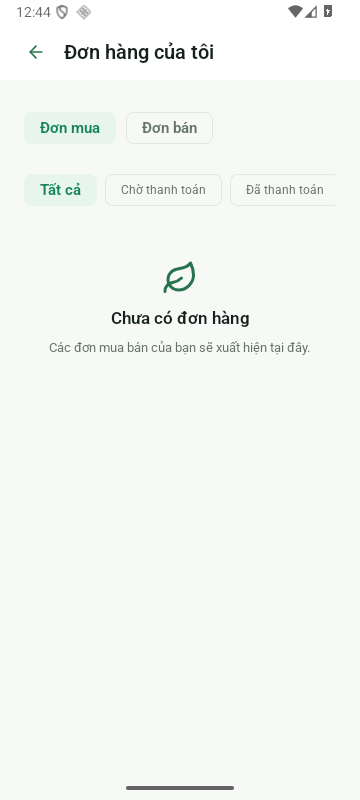 12:44
Đơn hàng của tôi
Đơn mua
Đơn bán
Tất cả
Chờ thanh toán
Đã thanh toán
Chưa có đơn hàng
Các đơn mua bán của bạn sẽ xuất hiện tại đây.